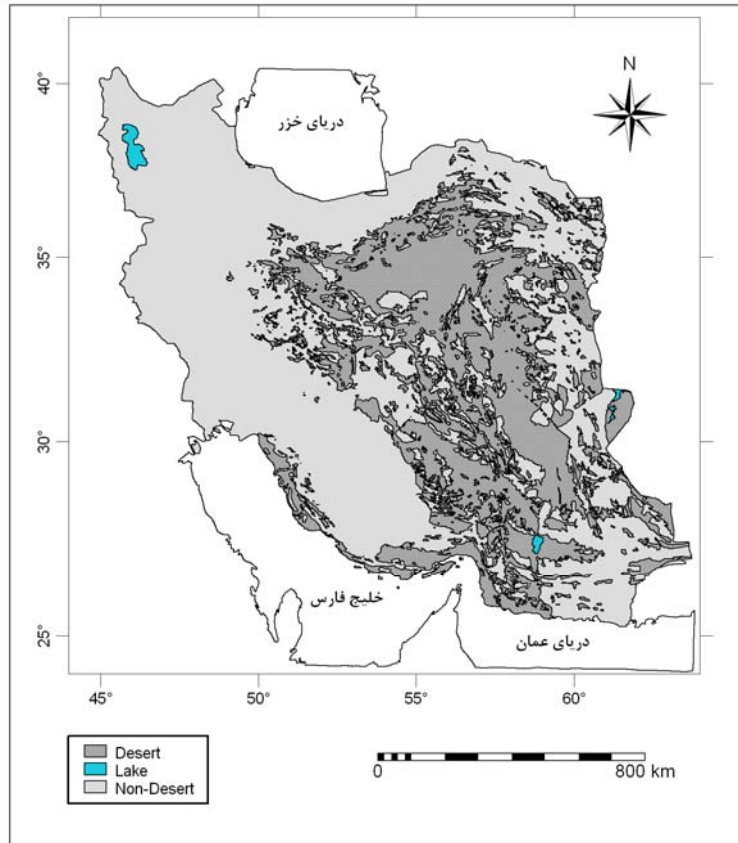 N
40°
35°
30°
25°
دریای خزر
خلیج فارس
دریای عمان
45°
50°
55°
60°
Desert
Lake
Non-Desert
0
800 km